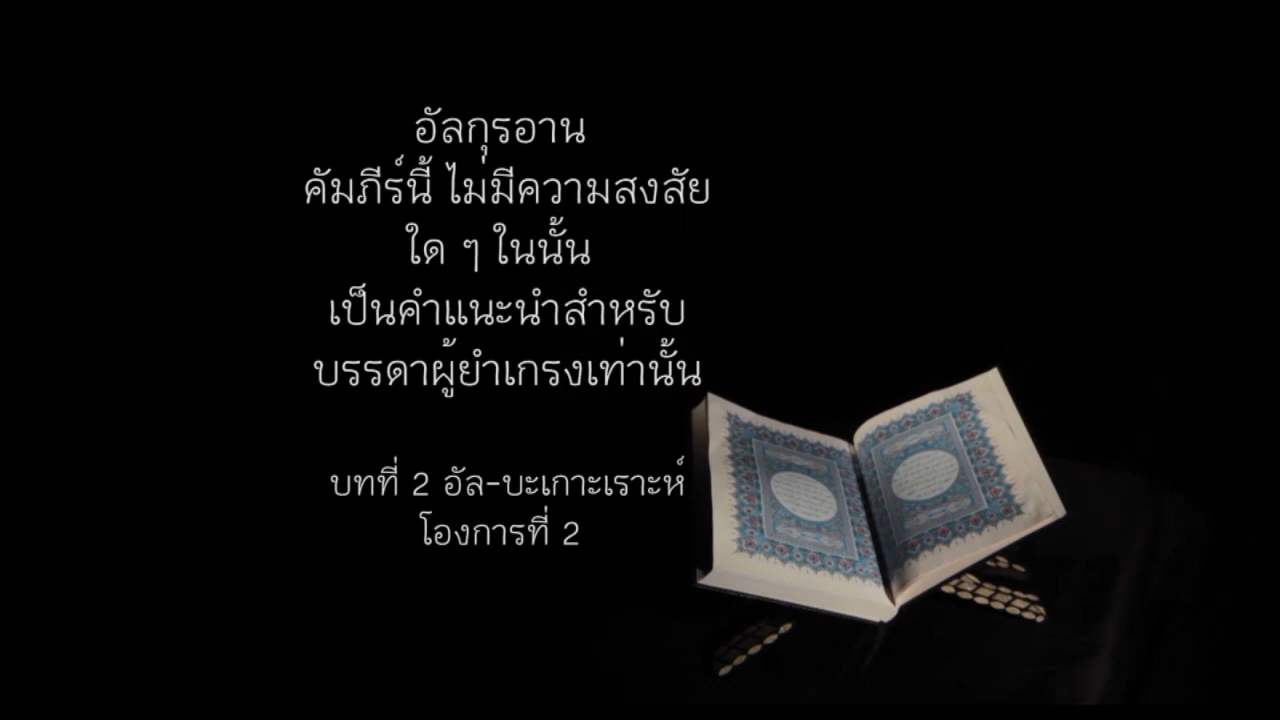 อัลกุรอาน
คัมภีร์นี้ ไม่มีความสงสัย
ใด ๆ ในนั้น
เป็นคำแนะนำสำหรับ
บรรดาผู้ยำเกรงเท่านั้น
บทที่ 2 อัล-บะเกาะเราะห์
โองการที่ 2